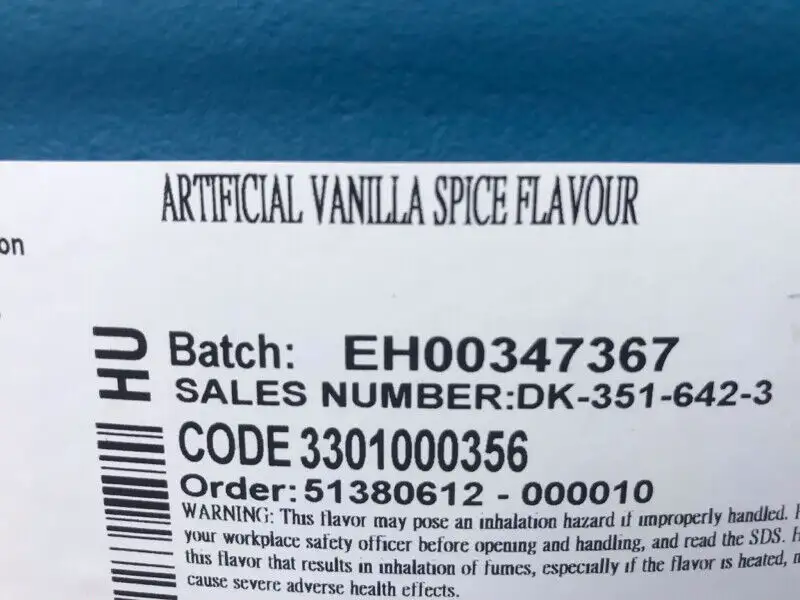 ARTIFICIAL VANILLA SPICE FLAVOUR
on
HU
Batch: EH00347367
SALES NUMBER:DK-351-642-3
CODE 3301000356
Order: 51380612 - 000010
WARNING: This flavor may pose an inhalation hazard if improperly handled.
your workplace safety officer before opening and handling, and read the SDS.
this flavor that results in inhalation of fumes, especially if the flavor is heated,
cause severe adverse health effects.